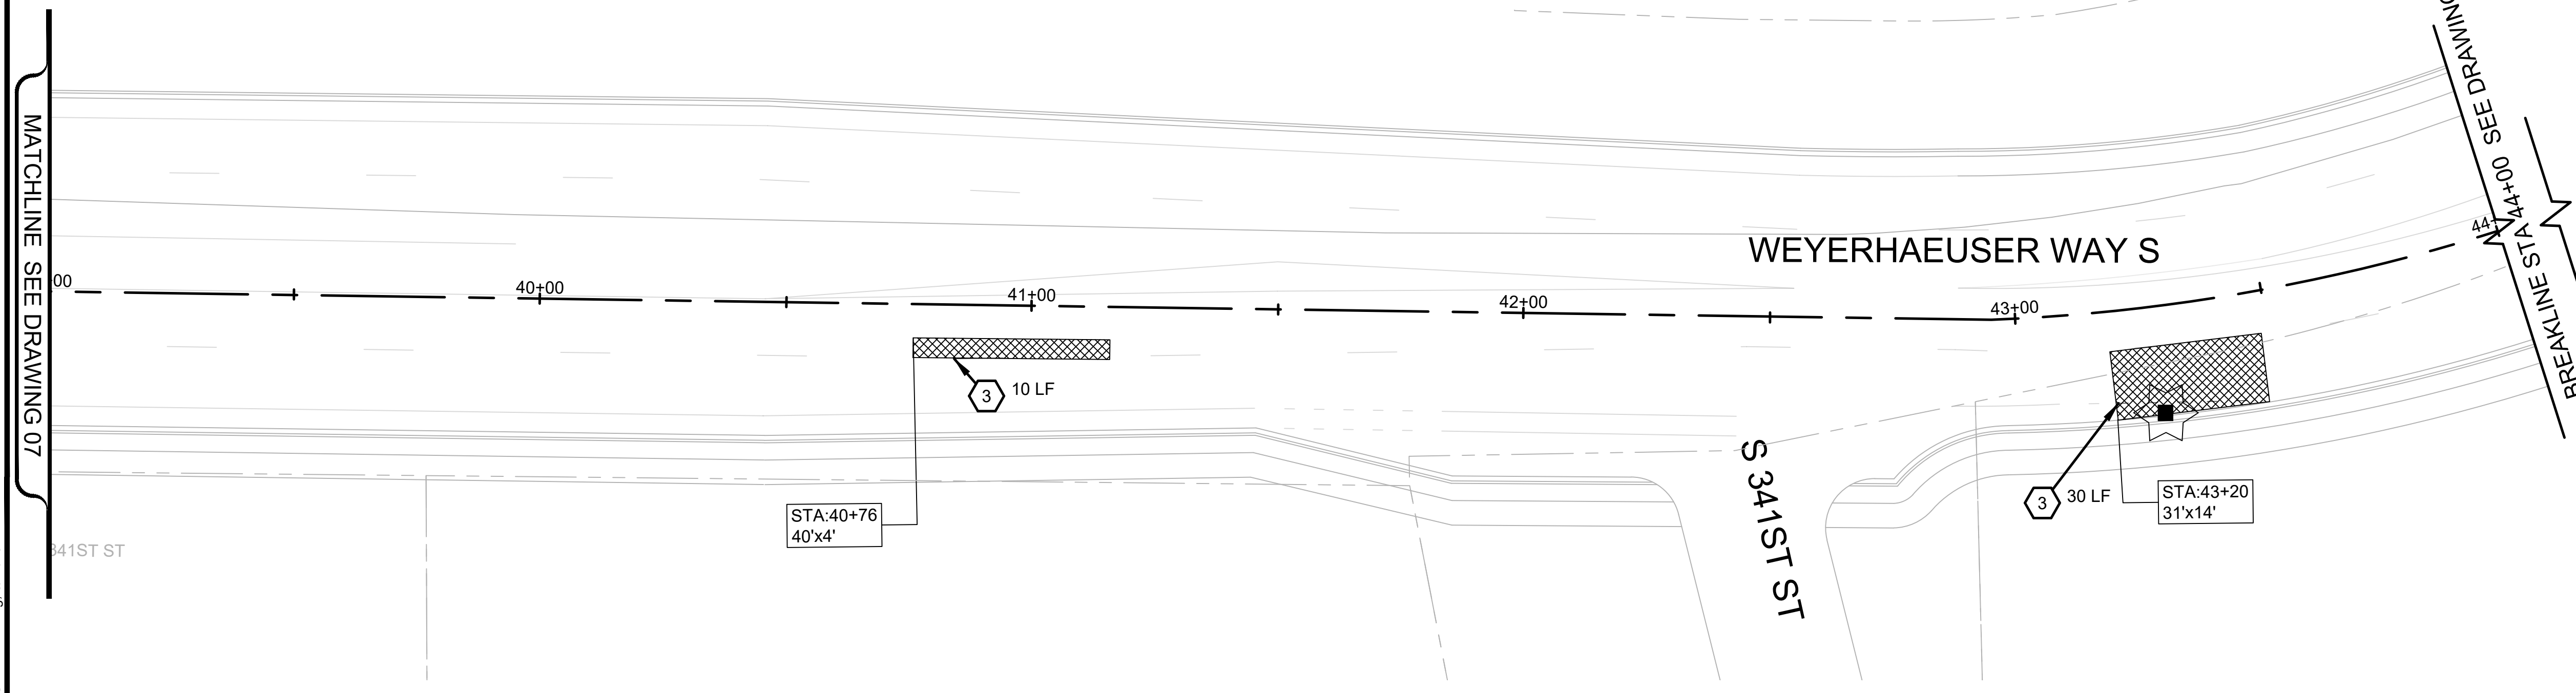 MATCHLINE SEE DRAWING 07
00
40+00
41+00
42+00
43+00
44+
WEYERHAEUSER WAY S
BREAKLINE STA 44+00 SEE DRAWING
3
10 LF
STA:40+76
40'x4'
3
30 LF
STA:43+20
31'x14'
S 341ST ST
341ST ST